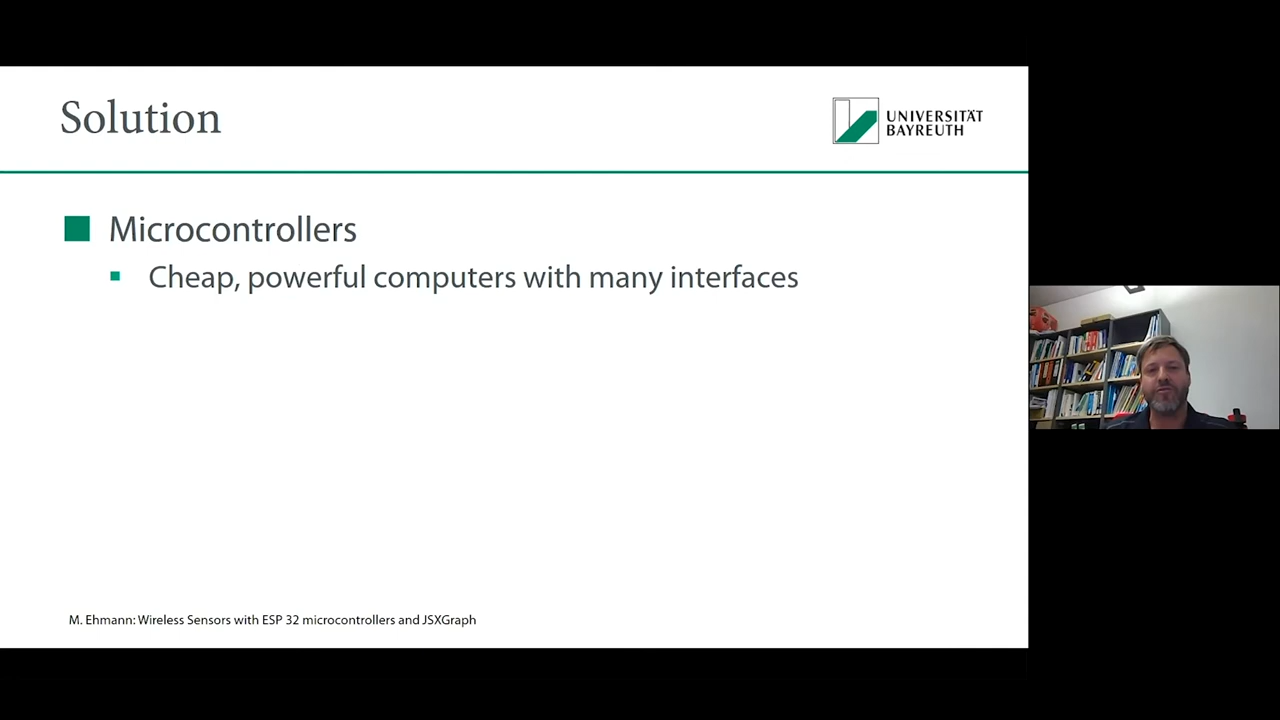 Solution
UNIVERSITÄT
BAYREUTH
Microcontrollers
Cheap, powerful computers with many interfaces
M. Ehmann: Wireless Sensors with ESP 32 microcontrollers and JSXGraph